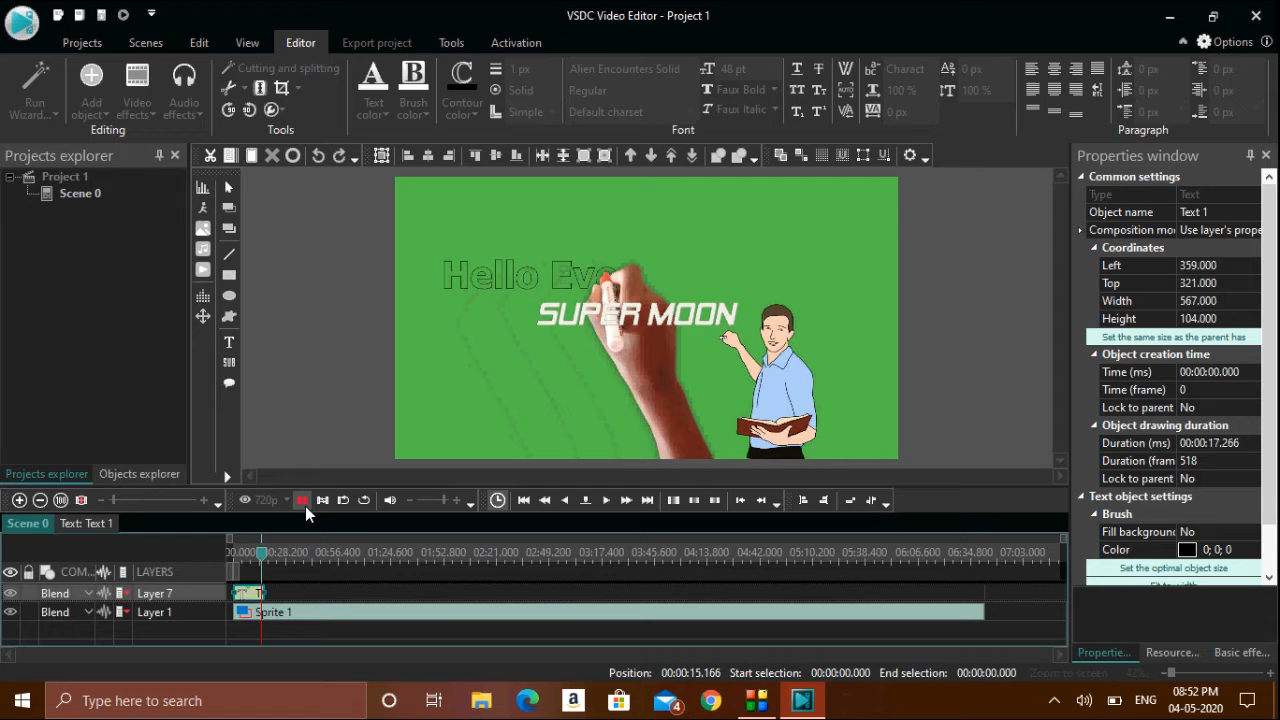 VSDC Video Editor - Project 1
Projects
Scenes
Edit
View
Editor
Export project
Tools
Activation
Options
Run
Wizard...
Add
object
Video
effects
Audio
effects
Editing
Cutting and splitting
Tools
Text
color
Brush
color
Contour
color
1 px
Solid
Simple
Alien Encounters Solid
Regular
Default charset
48 pt
Faux Bold
Faux Italic
Charact
100 %
0 px
0 px
100 %
Font
0 px
0 px
0 px
0 px
0 px
0 px
Paragraph
Projects explorer
Project 1
Scene 0
Projects explorer
Objects explorer
Hello Eve
SUPER MOON
Properties window
Common settings
Type Text
Object name Text 1
Composition mo Use layer's prope
Coordinates
Left 359.000
Top 321.000
Width 567.000
Height 104.000
Set the same size as the parent has
Object creation time
Time (ms) 00:00:00.000
Time (frame) 0
Lock to parent No
Object drawing duration
Duration (ms) 00:00:17.266
Duration (fram 518
Lock to parent No
Text object settings
Brush
Fill background No
Color 0; 0; 0
Set the optimal object size
Propertie...
Resource...
Basic effe...
720p
Scene 0
Text: Text 1
0.000 00:28.200 00:56.400 01:24.600 01:52.800 02:21.000 02:49.200 03:17.400 03:45.600 04:13.800 04:42.000 05:10.200 05:38.400 06:06.600 06:34.800 07:03.000
COM...
LAYERS
Blend Layer 7 T
Blend Layer 1 Sprite 1
Position: 00:00:15.166 Start selection: 00:00:00.000 End selection: 00:00:00.000 Zoom to screen 42%
Type here to search
4
ENG
08:52 PM
04-05-2020